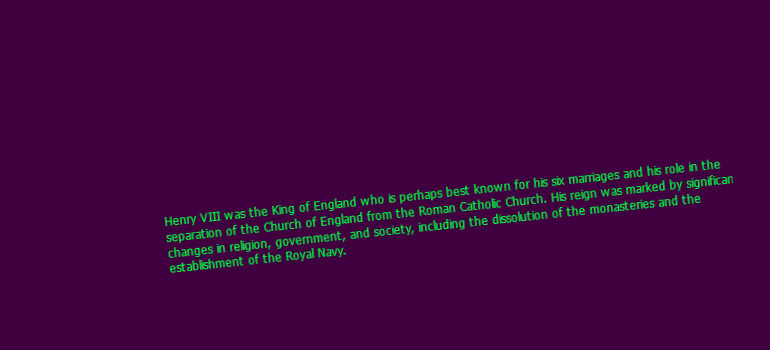 Henry VIII was the King of England who is perhaps best known for his six marriages and his role in the
separation of the Church of England from the Roman Catholic Church. His reign was marked by significan
changes in religion, government, and society, including the dissolution of the monasteries and the
establishment of the Royal Navy.